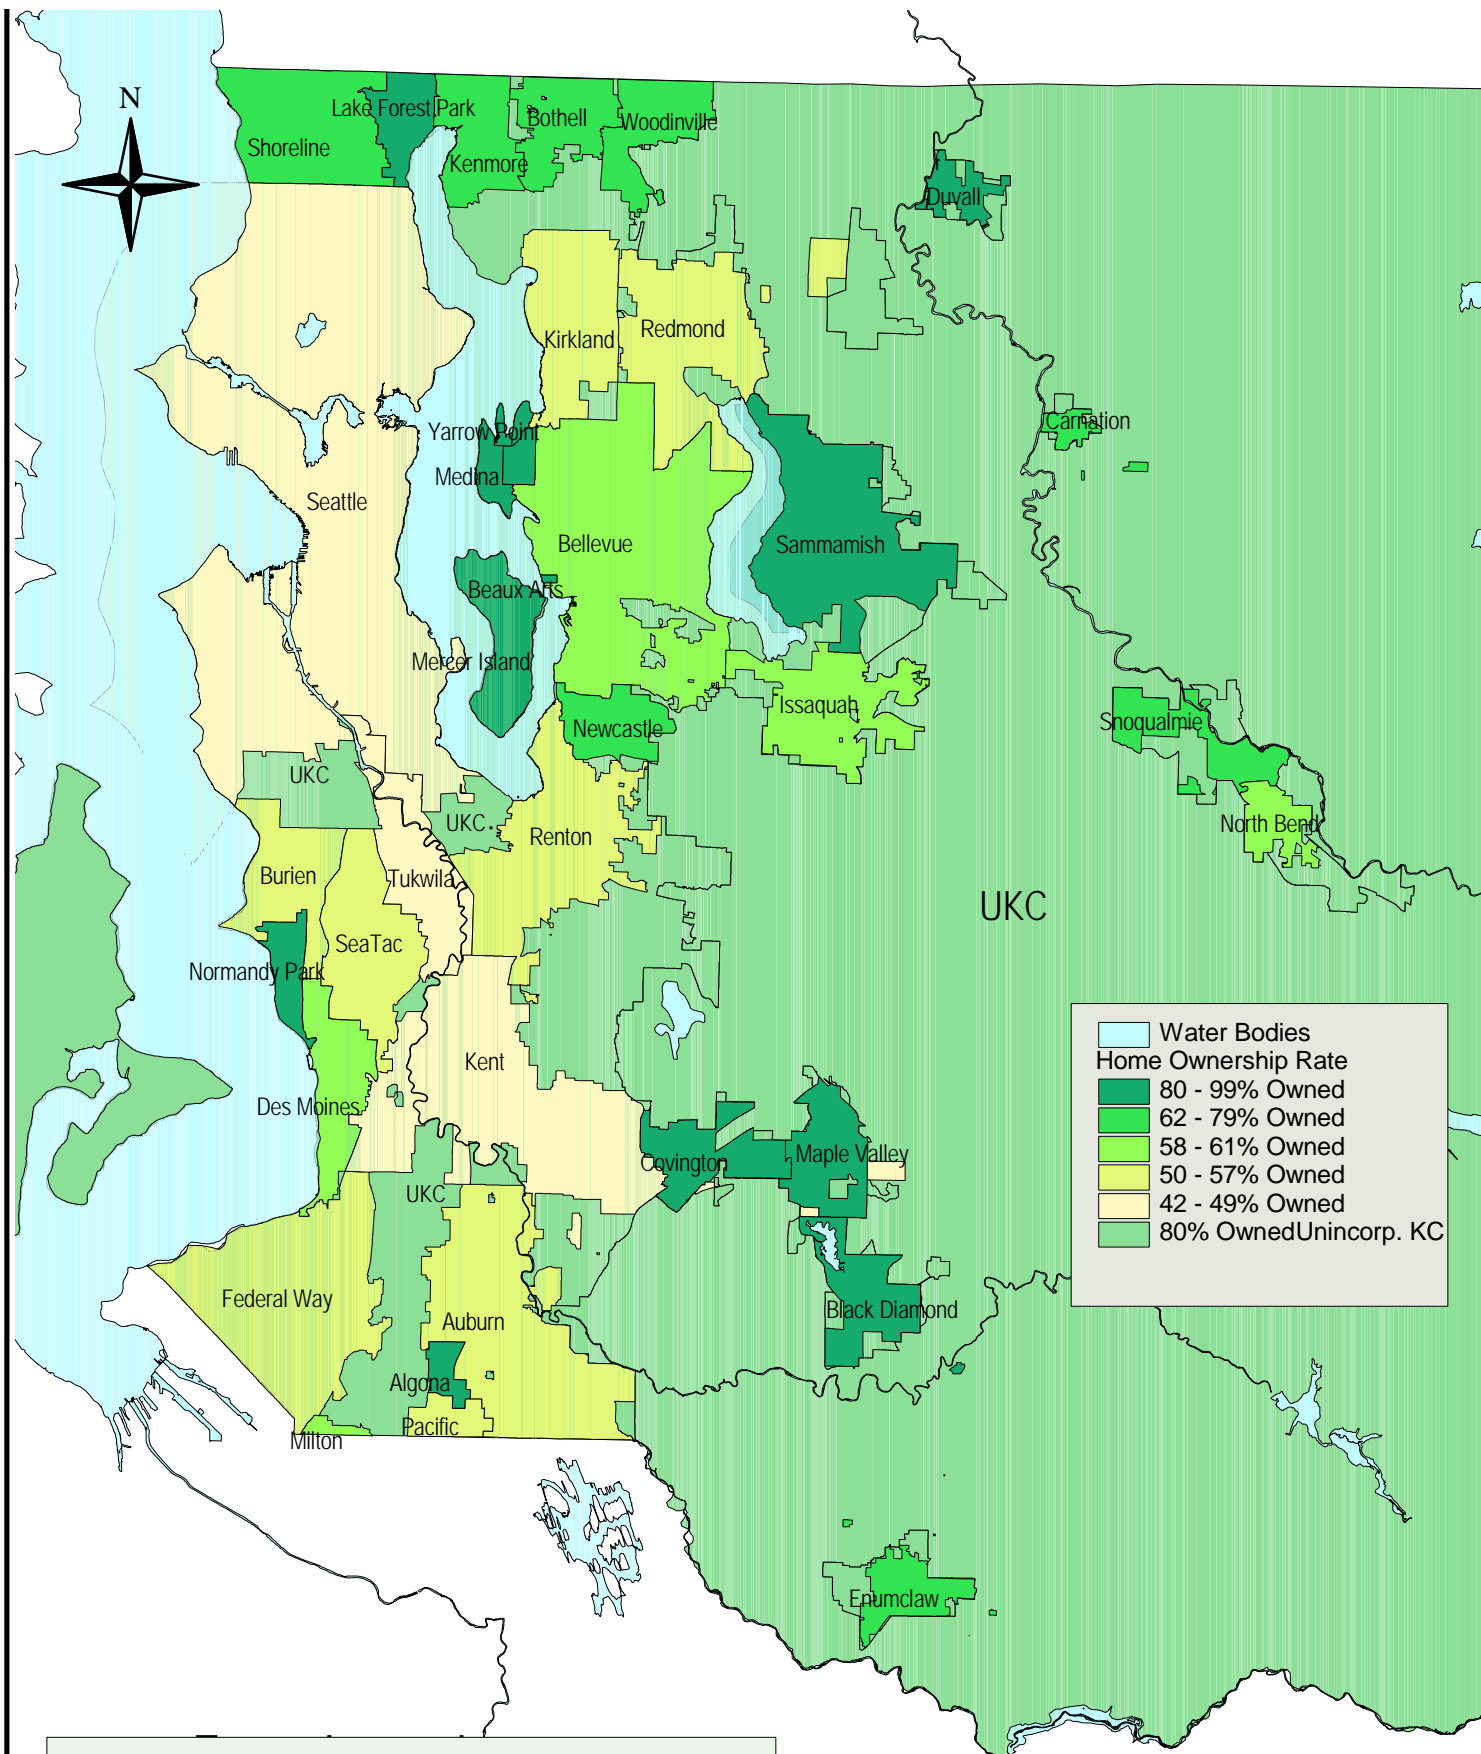 N
Lake Forest Park
Bothell
Woodinville
Shoreline
Kenmore
Duvall
Kirkland
Redmond
Carnation
Yarrow Point
Medina
Seattle
Bellevue
Sammamish
Beaux Arts
Mercer Island
Issaquah
Newcastle
Snoqualmie
UKC
UKC
Renton
North Bend
Burien
Tukwila
UKC
SeaTac
Normandy Park
Kent
Des Moines
Covington
Maple Valley
UKC
Federal Way
Auburn
Black Diamond
Algona
Pacific
Milton
Enumclaw
Water Bodies
Home Ownership Rate
80 - 99% Owned
62 - 79% Owned
58 - 61% Owned
50 - 57% Owned
42 - 49% Owned
80% OwnedUnincorp. KC